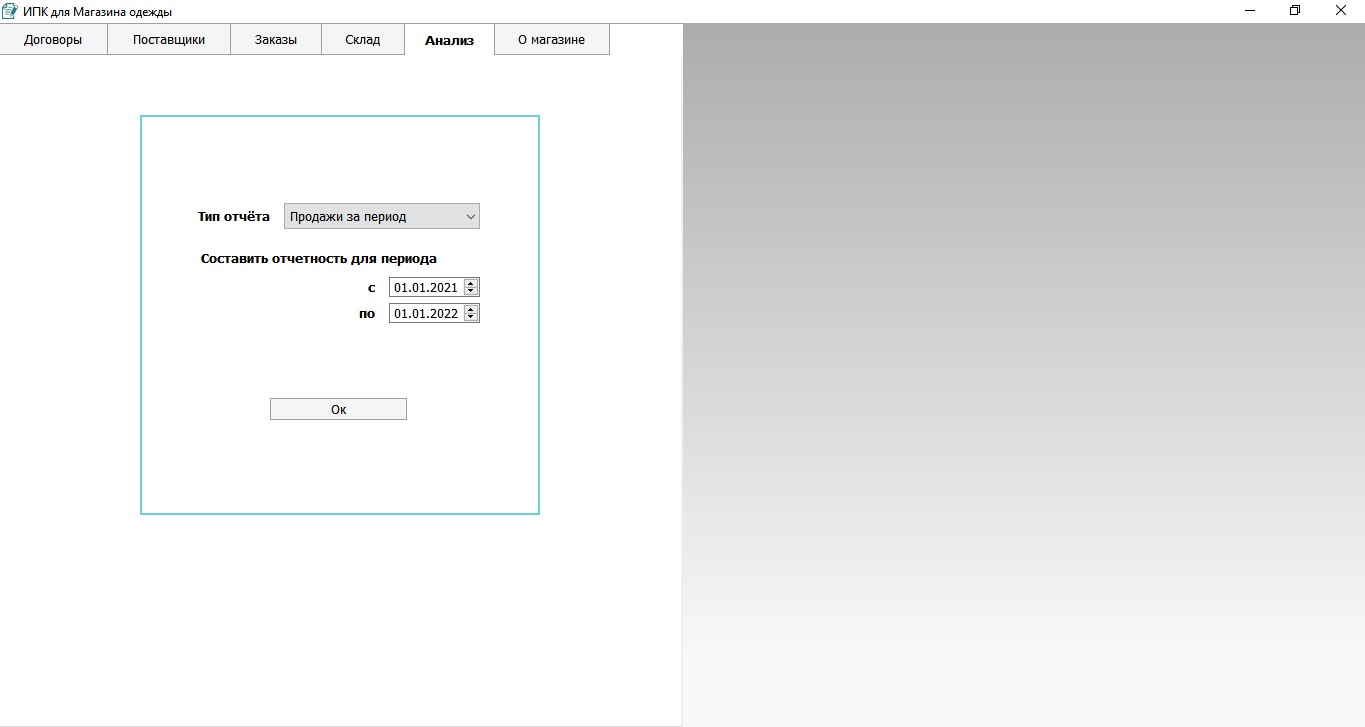 ИПК для Магазина одежды
Договоры Поставщики Заказы Склад Анализ О магазине
Тип отчёта Продажи за период
Составить отчетность для периода
с 01.01.2021
по 01.01.2022
Ок